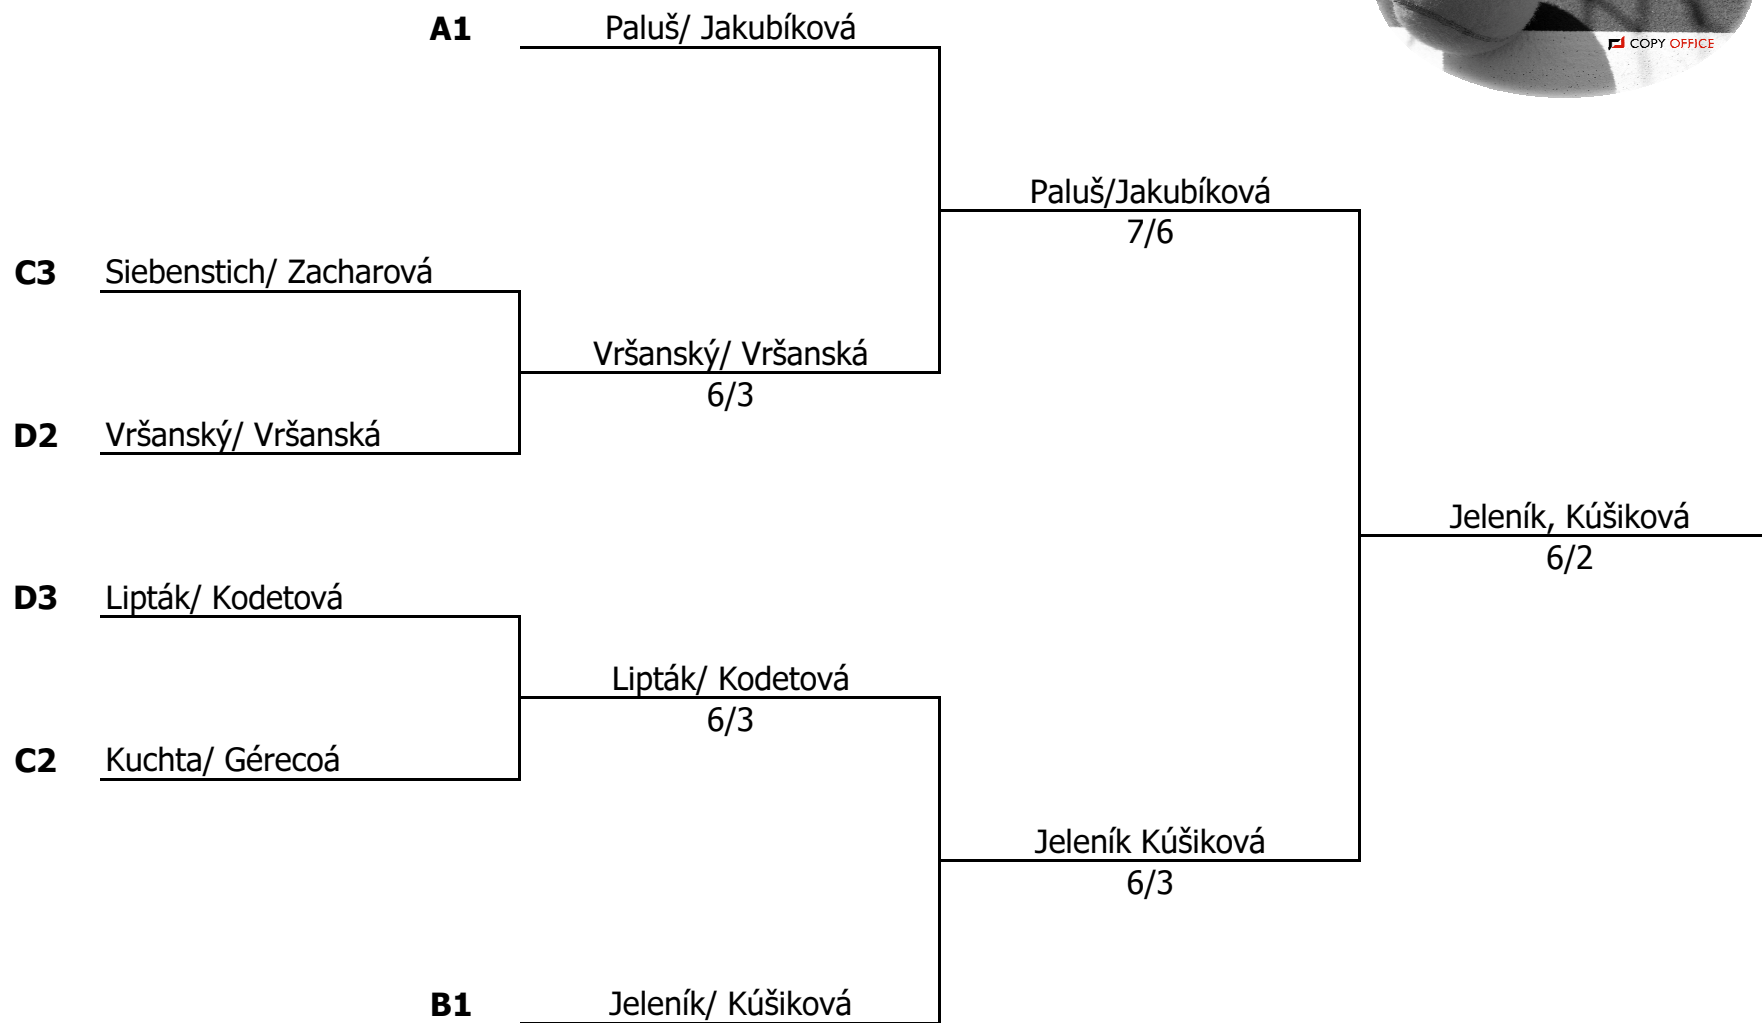 A1 Paluš/ Jakubíková
COPY OFFICE
Paluš/Jakubíková
7/6
C3 Siebenstich/ Zacharová
Vršanský/ Vršanská
6/3
D2 Vršanský/ Vršanská
Jeleník, Kúšiková
6/2
D3 Lipták/ Kodetová
Lipták/ Kodetová
6/3
C2 Kuchta/ Gérecoá
Jeleník Kúšiková
6/3
B1 Jeleník/ Kúšiková